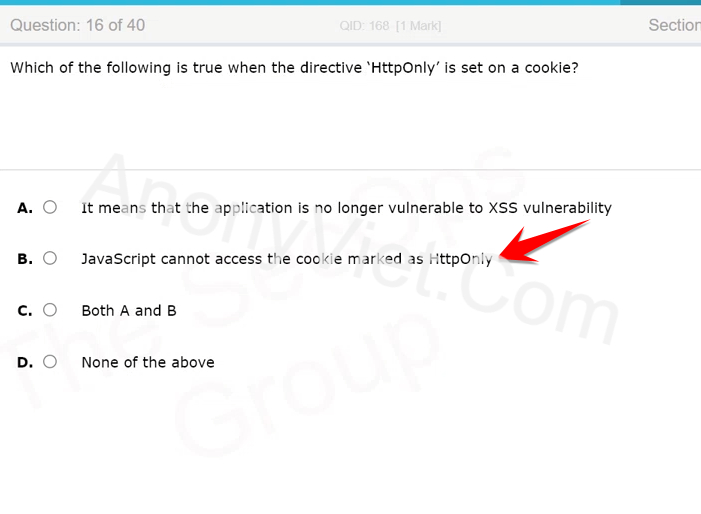 Question: 16 of 40
QID: 168 [1 Mark]
Section
Which of the following is true when the directive ‘HttpOnly’ is set on a cookie?
A. It means that the application is no longer vulnerable to XSS vulnerability
B. JavaScript cannot access the cookie marked as HttpOnly
C. Both A and B
D. None of the above
AnonyViet.Com
The SecOps
Group